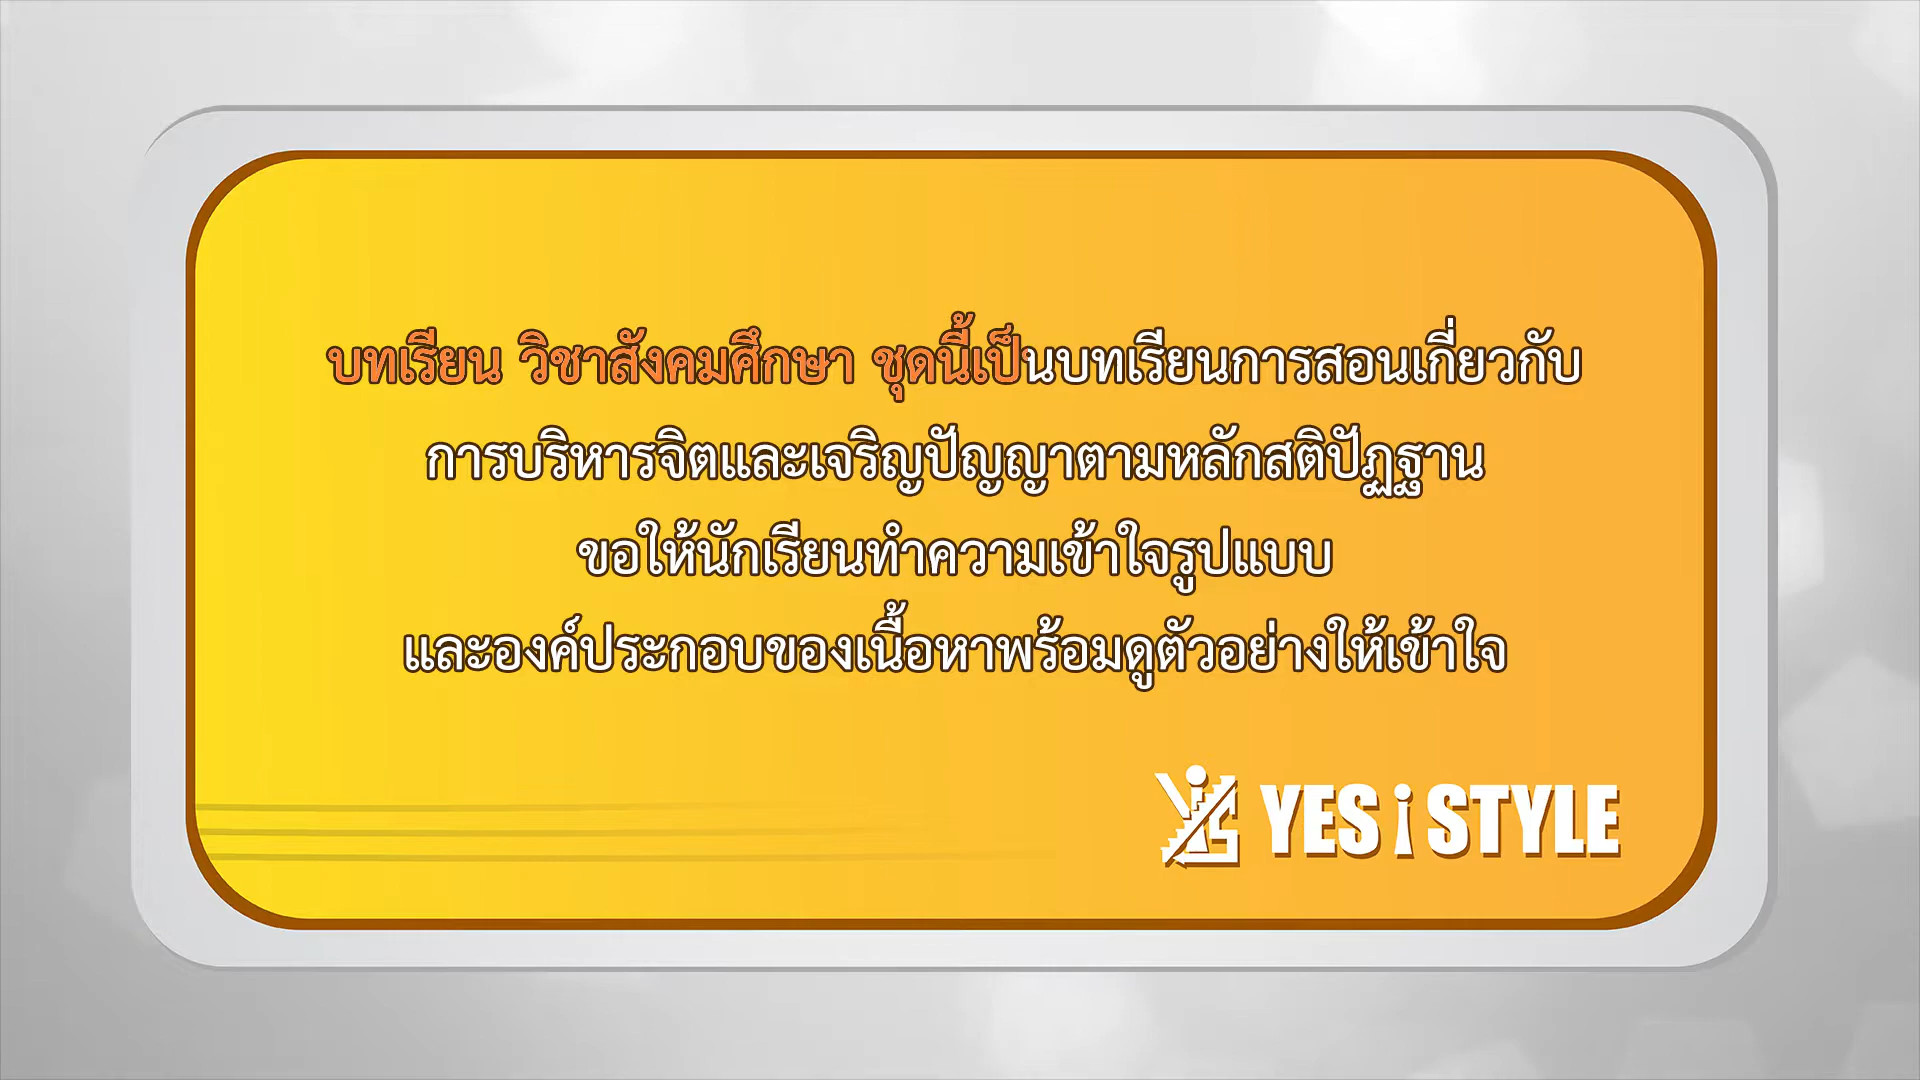 บทเรียน วิชาสังคมศึกษา ชุดนี้เป็นบทเรียนการสอนเกี่ยวกับ
การบริหารจิตและเจริญปัญญาตามหลักสติปัฏฐาน
ขอให้นักเรียนทำความเข้าใจรูปแบบ
และองค์ประกอบของเนื้อหาพร้อมดูตัวอย่างให้เข้าใจ
YES i STYLE